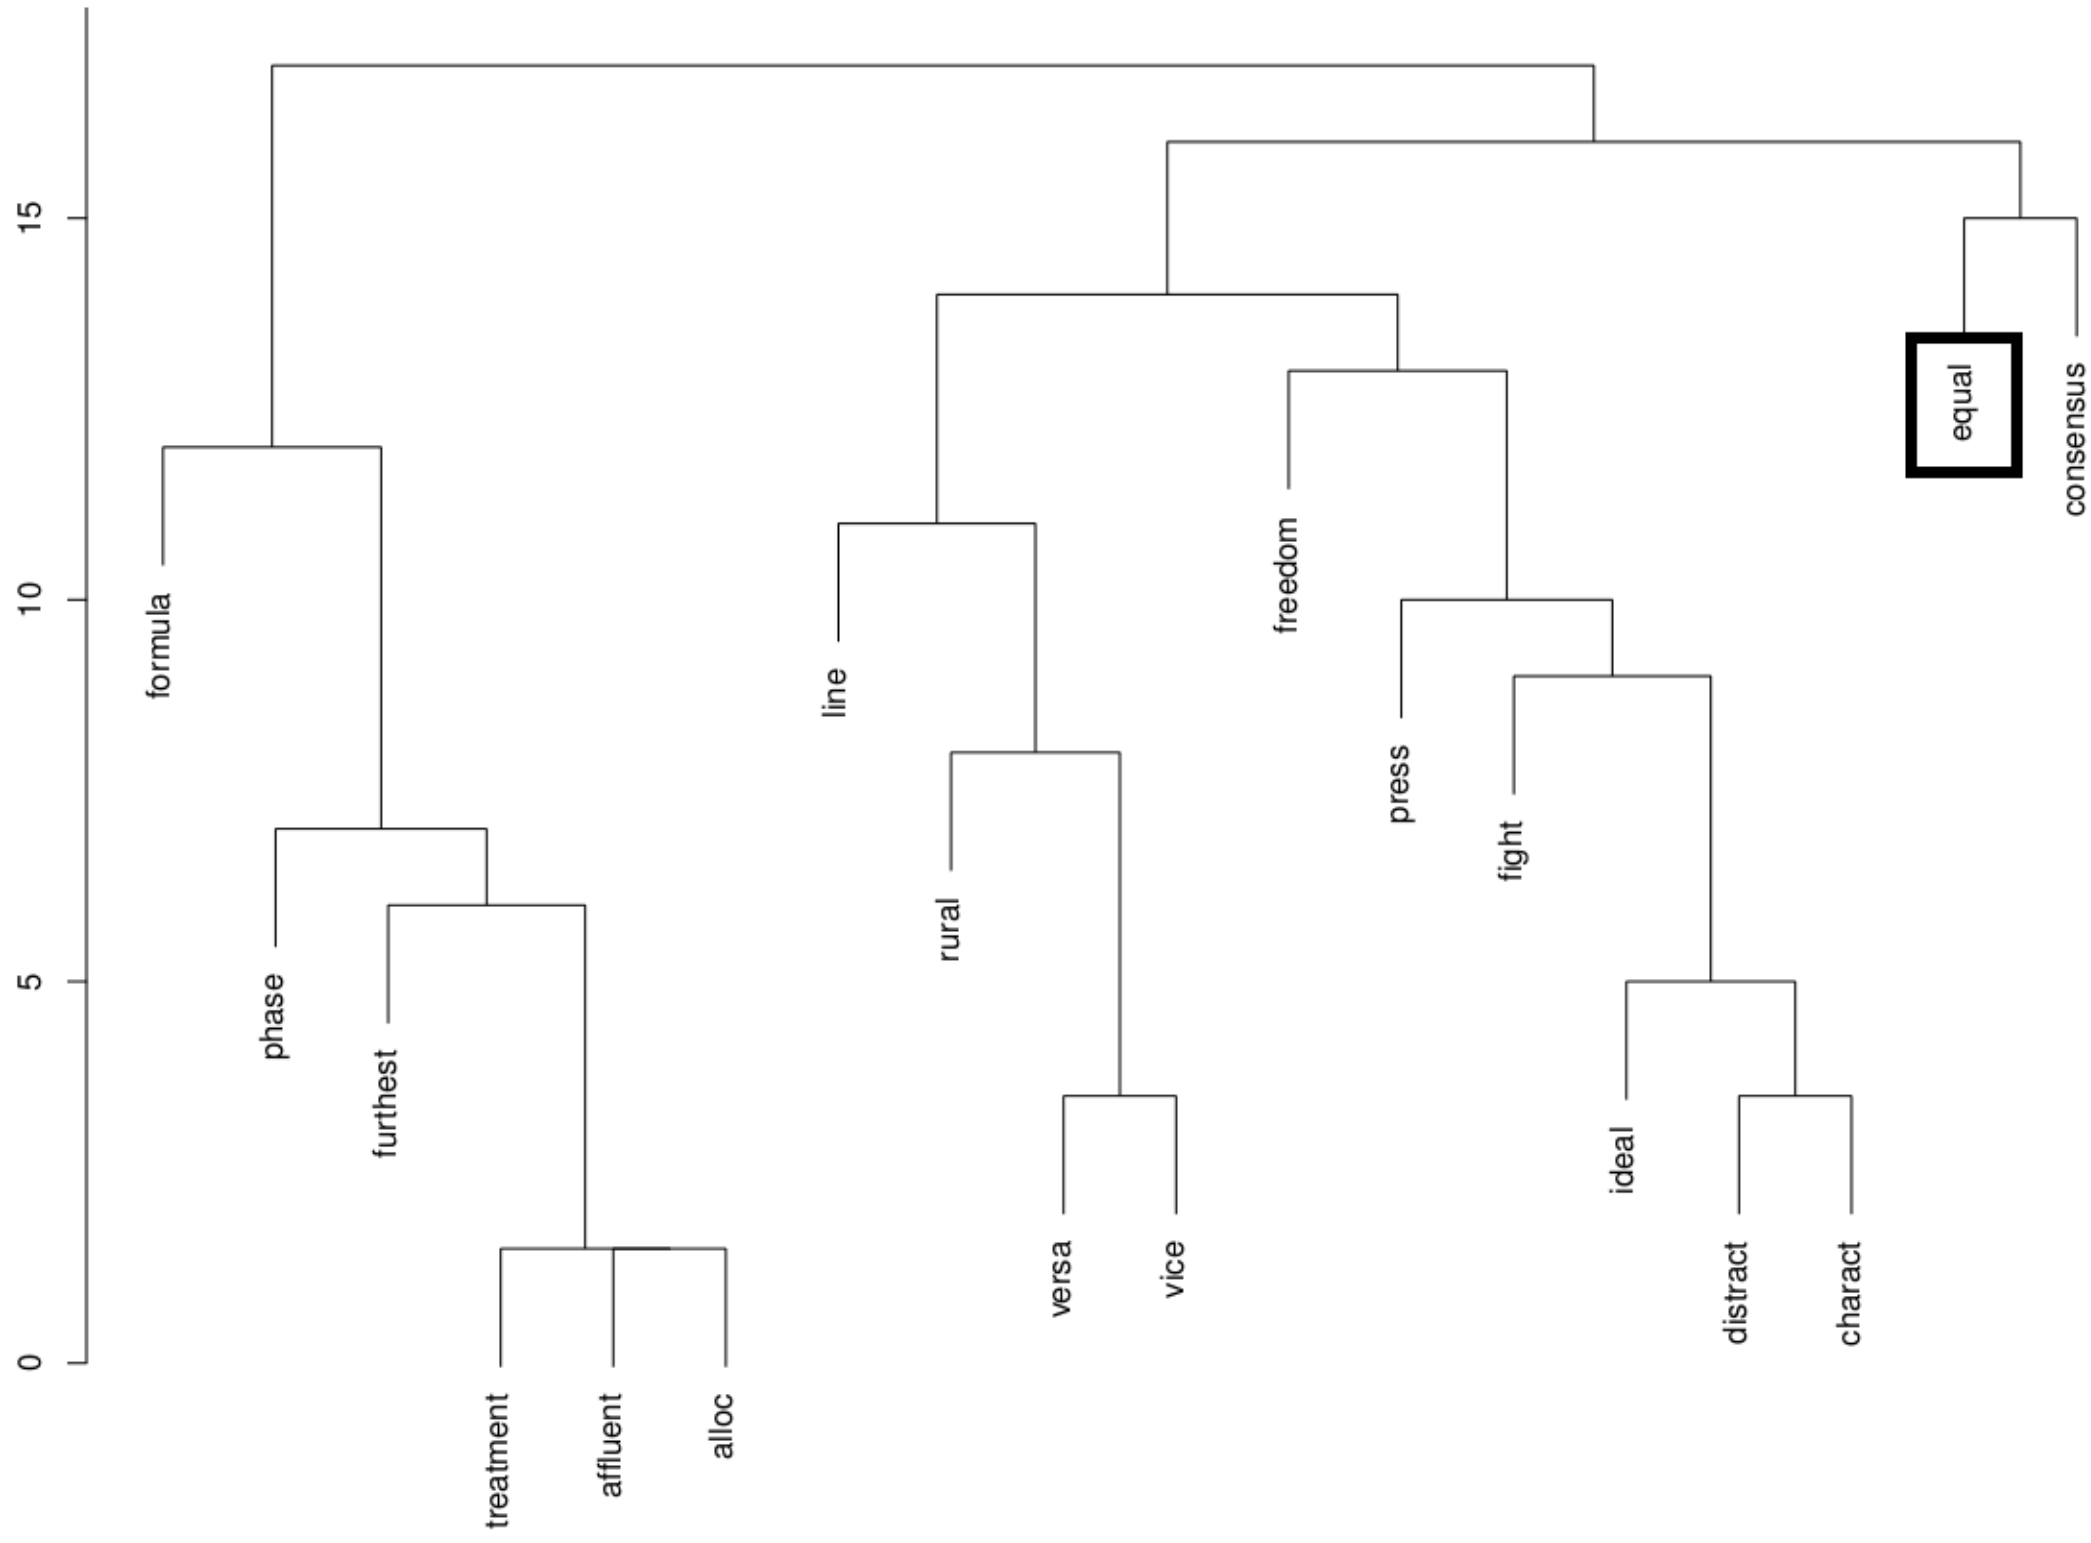 15
10
5
0
formula
phase
furthest
treatment
affluent
alloc
line
rural
versa
vice
freedom
press
fight
ideal
distract
charact
equal
consensus